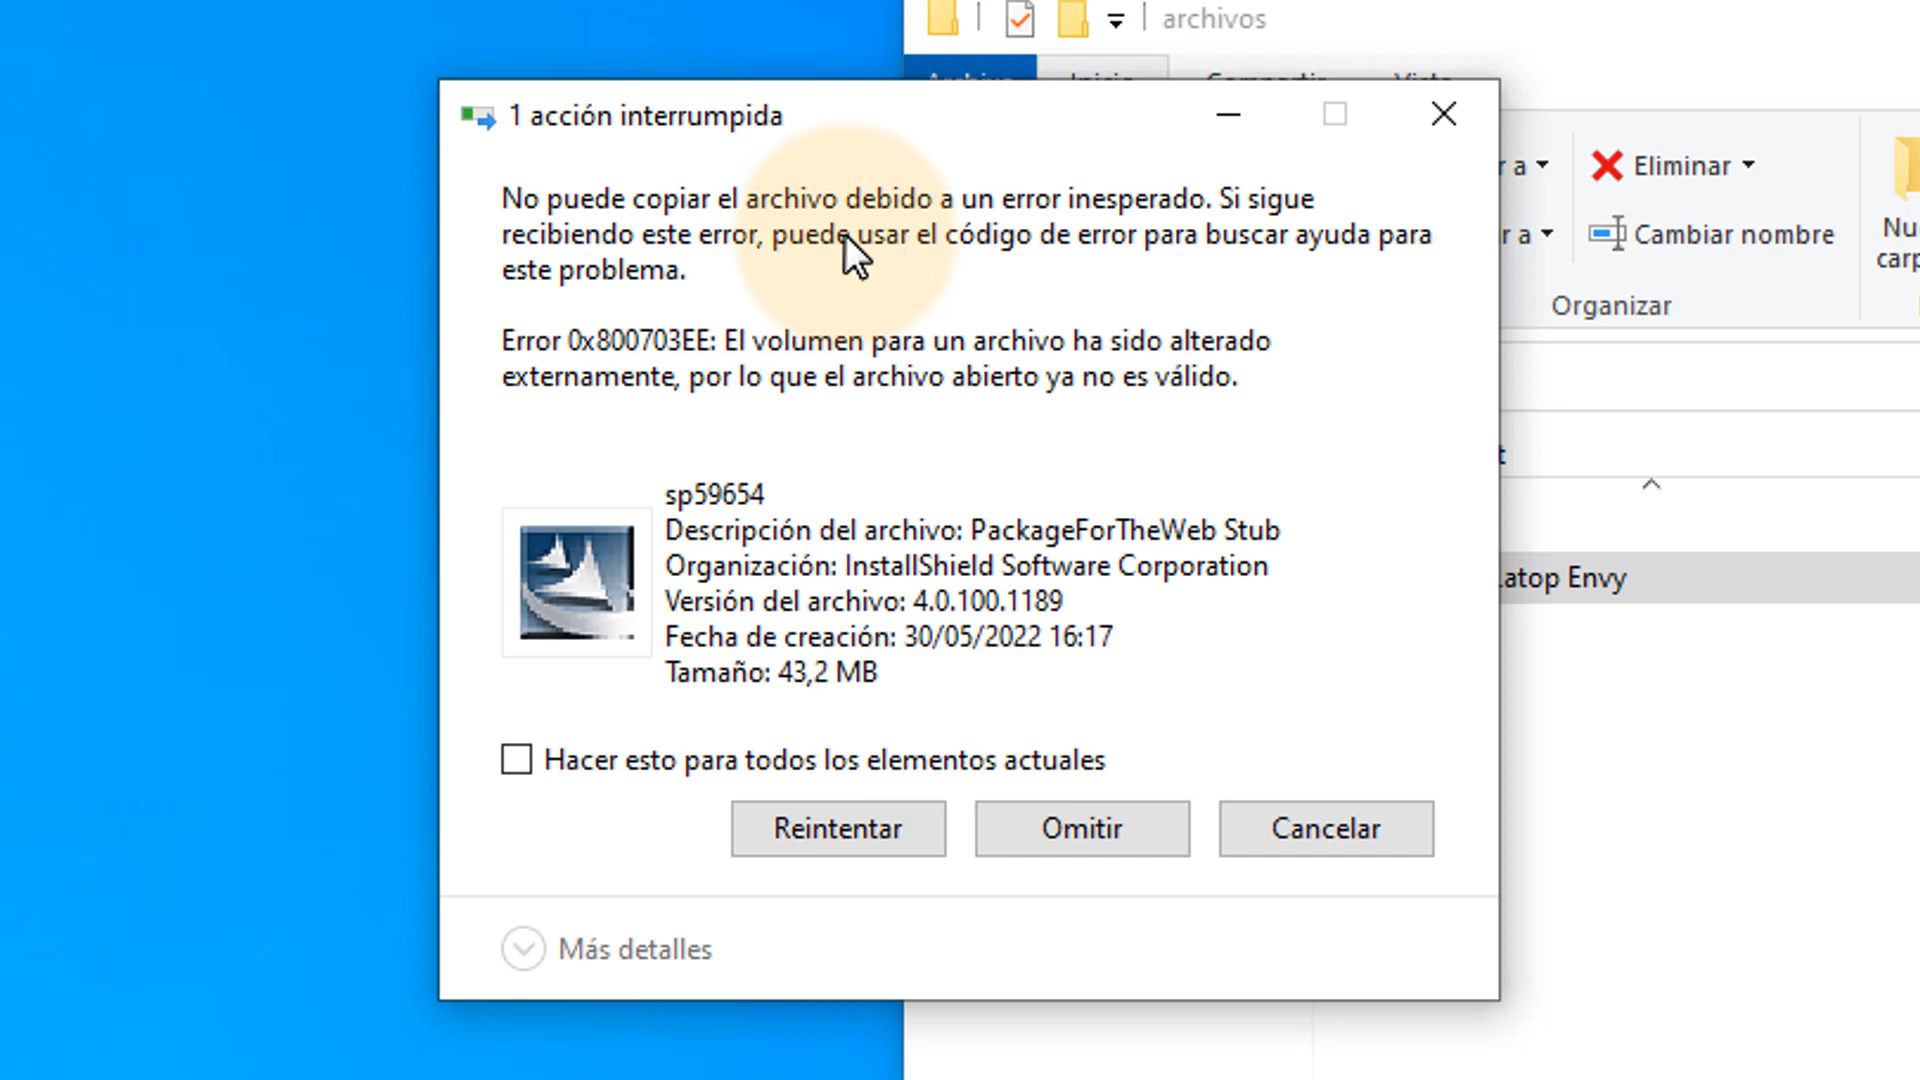 archivos
1 acción interrumpida
No puede copiar el archivo debido a un error inesperado. Si sigue
recibiendo este error, puede usar el código de error para buscar ayuda para
este problema.
Error 0x800703EE: El volumen para un archivo ha sido alterado
externamente, por lo que el archivo abierto ya no es válido.
sp59654
Descripción del archivo: PackageForTheWeb Stub
Organización: InstallShield Software Corporation
Versión del archivo: 4.0.100.1189
Fecha de creación: 30/05/2022 16:17
Tamaño: 43,2 MB
Hacer esto para todos los elementos actuales
Reintentar Omitir Cancelar
Más detalles
Archivo Inicio Compartir Vista
r a Eliminar
r a Cambiar nombre
Organizar
atop Envy